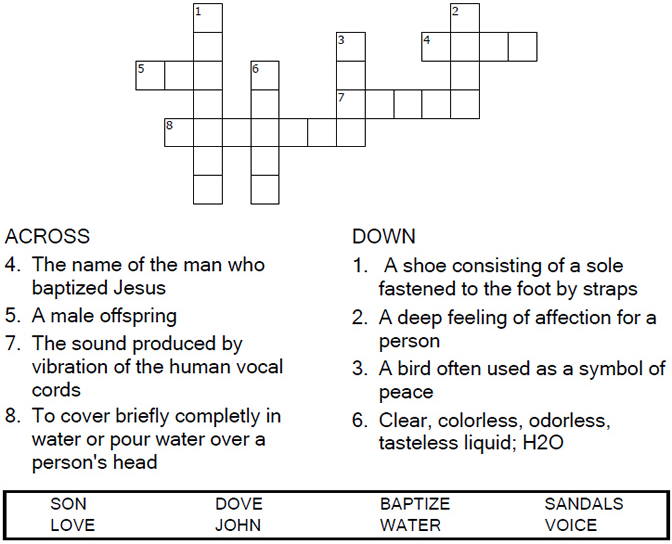 1
2
3
4
5
6
7
8
ACROSS
4. The name of the man who
baptized Jesus
5. A male offspring
7. The sound produced by
vibration of the human vocal
cords
8. To cover briefly completly in
water or pour water over a
person's head
DOWN
1. A shoe consisting of a sole
fastened to the foot by straps
2. A deep feeling of affection for a
person
3. A bird often used as a symbol of
peace
6. Clear, colorless, odorless,
tasteless liquid; H2O
SON DOVE BAPTIZE SANDALS
LOVE JOHN WATER VOICE